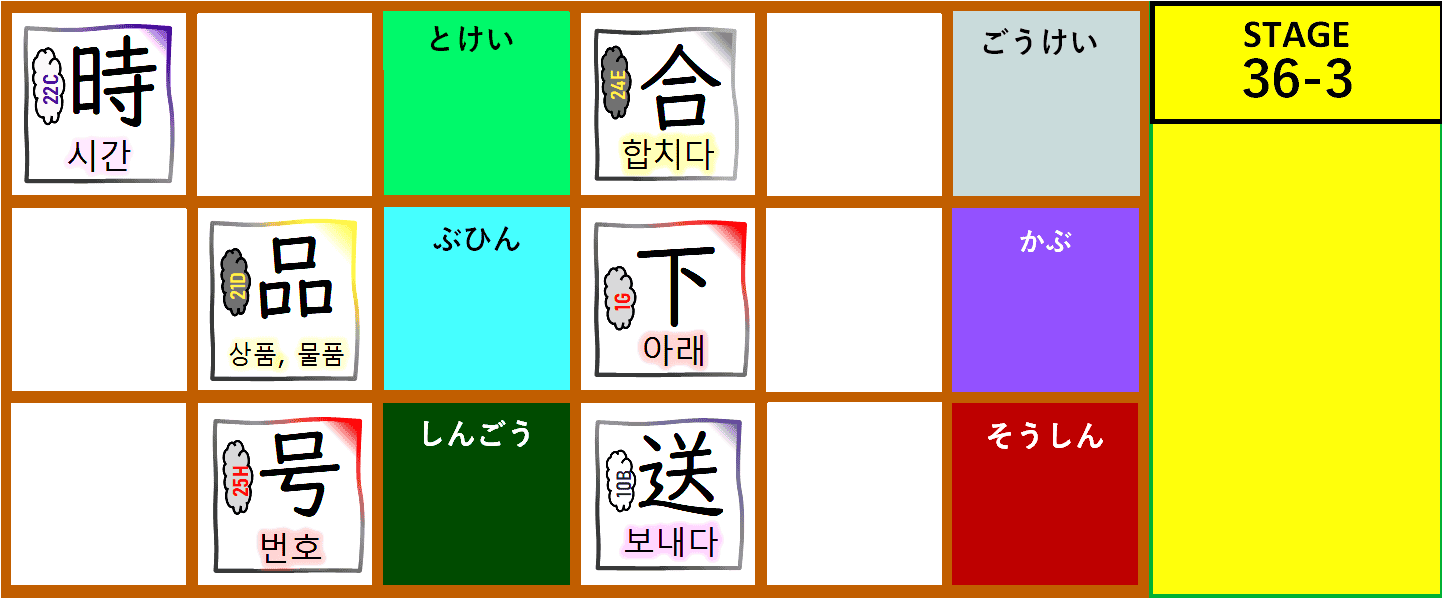 22C
時
시간
とけい
24E
合
합치다
ごうけい
STAGE
36-3
21D
品
상품, 물품
ぶひん
1G
下
아래
かぶ
25H
号
번호
しんごう
10B
送
보내다
そうしん